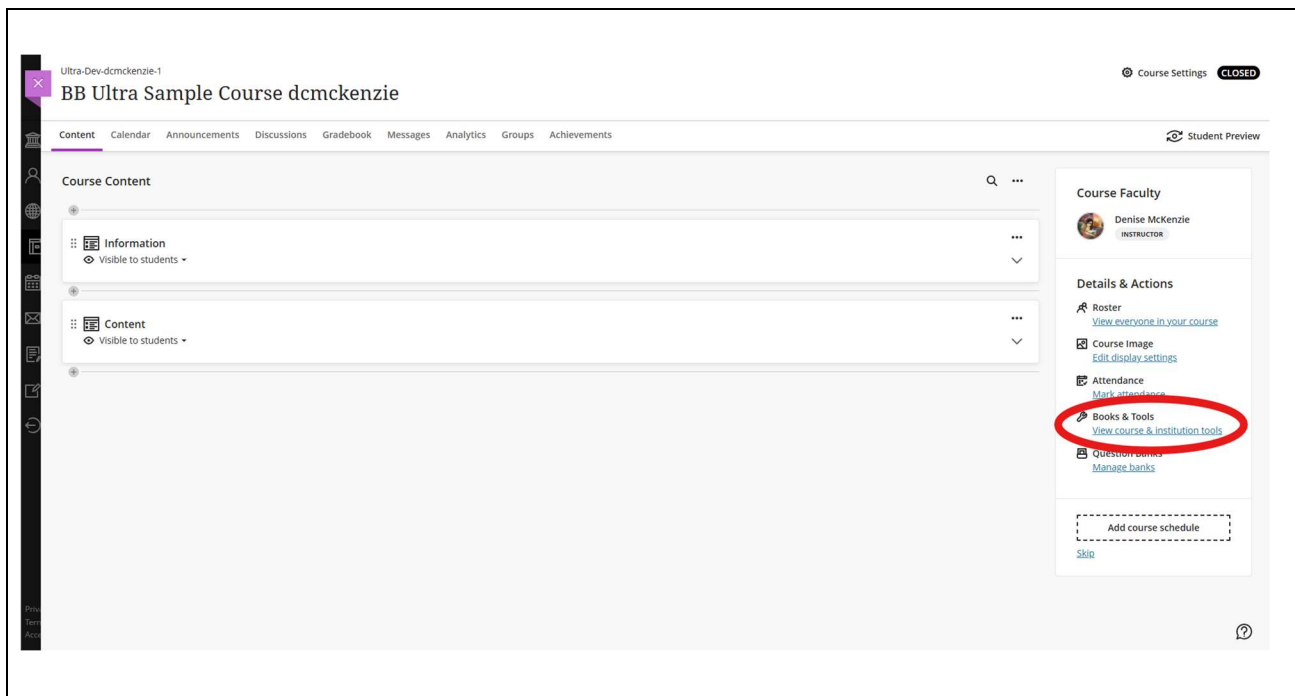 Ultra-Dev-dcmckenzie-1
BB Ultra Sample Course dcmckenzie
Course Settings CLOSED
Content Calendar Announcements Discussions Gradebook Messages Analytics Groups Achievements
Student Preview
Course Content
Information
Visible to students
Content
Visible to students
Course Faculty
Denise McKenzie
INSTRUCTOR
Details & Actions
Roster
View everyone in your course
Course Image
Edit display settings
Attendance
Mark attendance
Books & Tools
View course & institution tools
Question Banks
Manage banks
Add course schedule
Skip